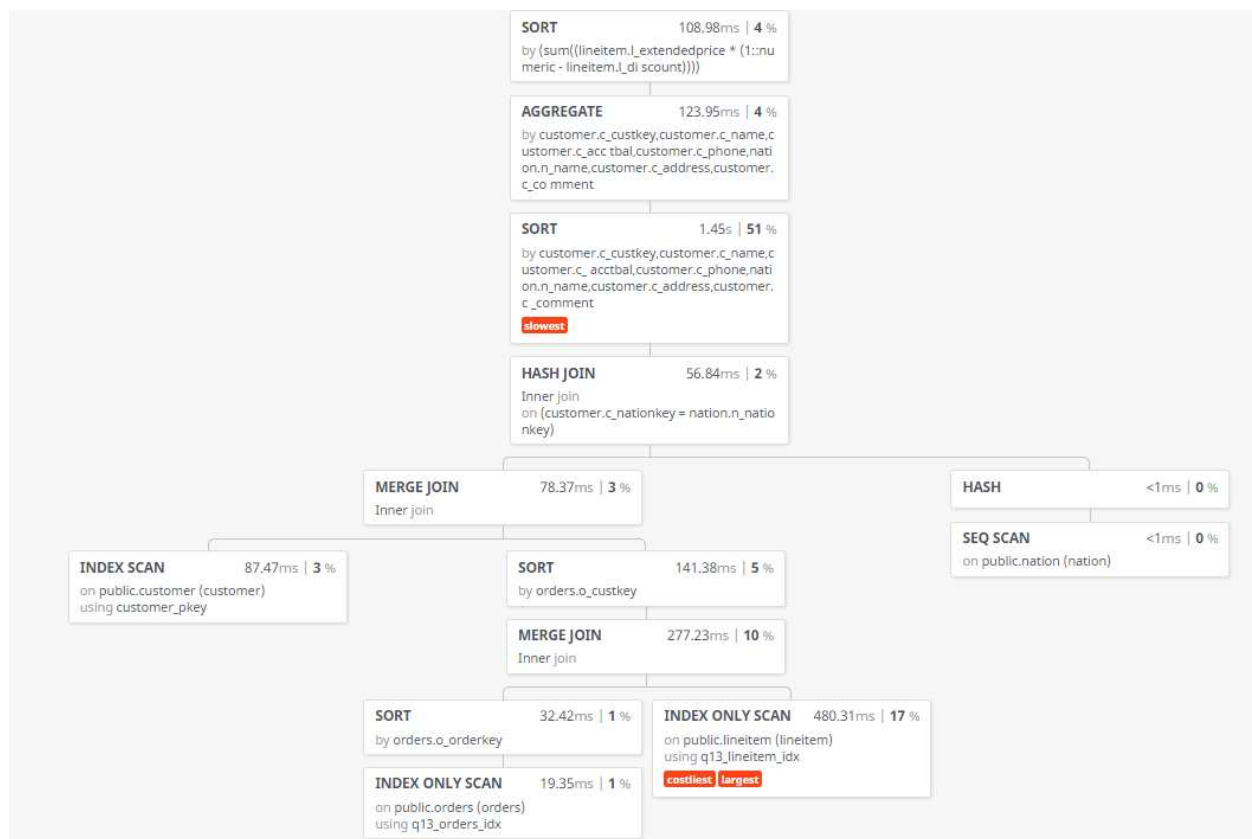 SORT 108.98ms | 4 %
by (sum((lineitem.l_extendedprice * (1::nu
meric - lineitem.l_di scount))))
AGGREGATE 123.95ms | 4 %
by customer.c_custkey,customer.c_name,c
ustomer.c_acc tbal,customer.c_phone,nati
on.n_name,customer.c_address,customer.
c_co mment
SORT 1.45s | 51 %
by customer.c_custkey,customer.c_name,c
ustomer.c_ acctbal,customer.c_phone,nati
on.n_name,customer.c_address,customer.
c _comment
slowest
HASH JOIN 56.84ms | 2 %
Inner join
on (customer.c_nationkey = nation.n_natio
nkey)
MERGE JOIN 78.37ms | 3 %
Inner join
HASH <1ms | 0 %
SEQ SCAN <1ms | 0 %
on public.nation (nation)
INDEX SCAN 87.47ms | 3 %
on public.customer (customer)
using customer_pkey
SORT 141.38ms | 5 %
by orders.o_custkey
MERGE JOIN 277.23ms | 10 %
Inner join
SORT 32.42ms | 1 %
by orders.o_orderkey
INDEX ONLY SCAN 480.31ms | 17 %
on public.lineitem (lineitem)
using q13_lineitem_idx
costliest largest
INDEX ONLY SCAN 19.35ms | 1 %
on public.orders (orders)
using q13_orders_idx